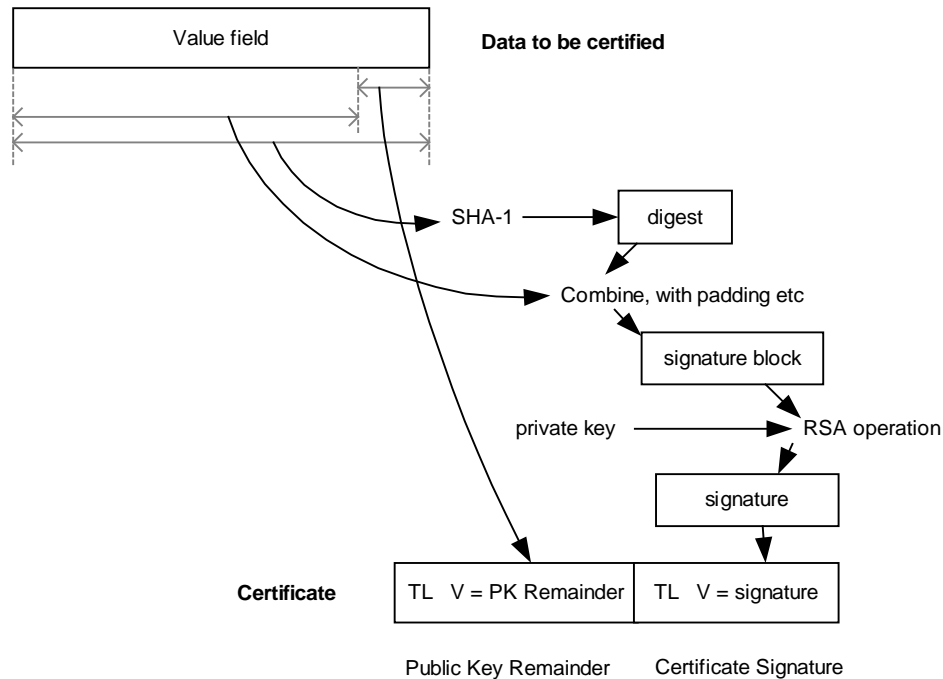 Value field
Data to be certified
SHA-1
digest
Combine, with padding etc
signature block
private key
RSA operation
signature
Certificate
TL V = PK Remainder
TL V = signature
Public Key Remainder
Certificate Signature